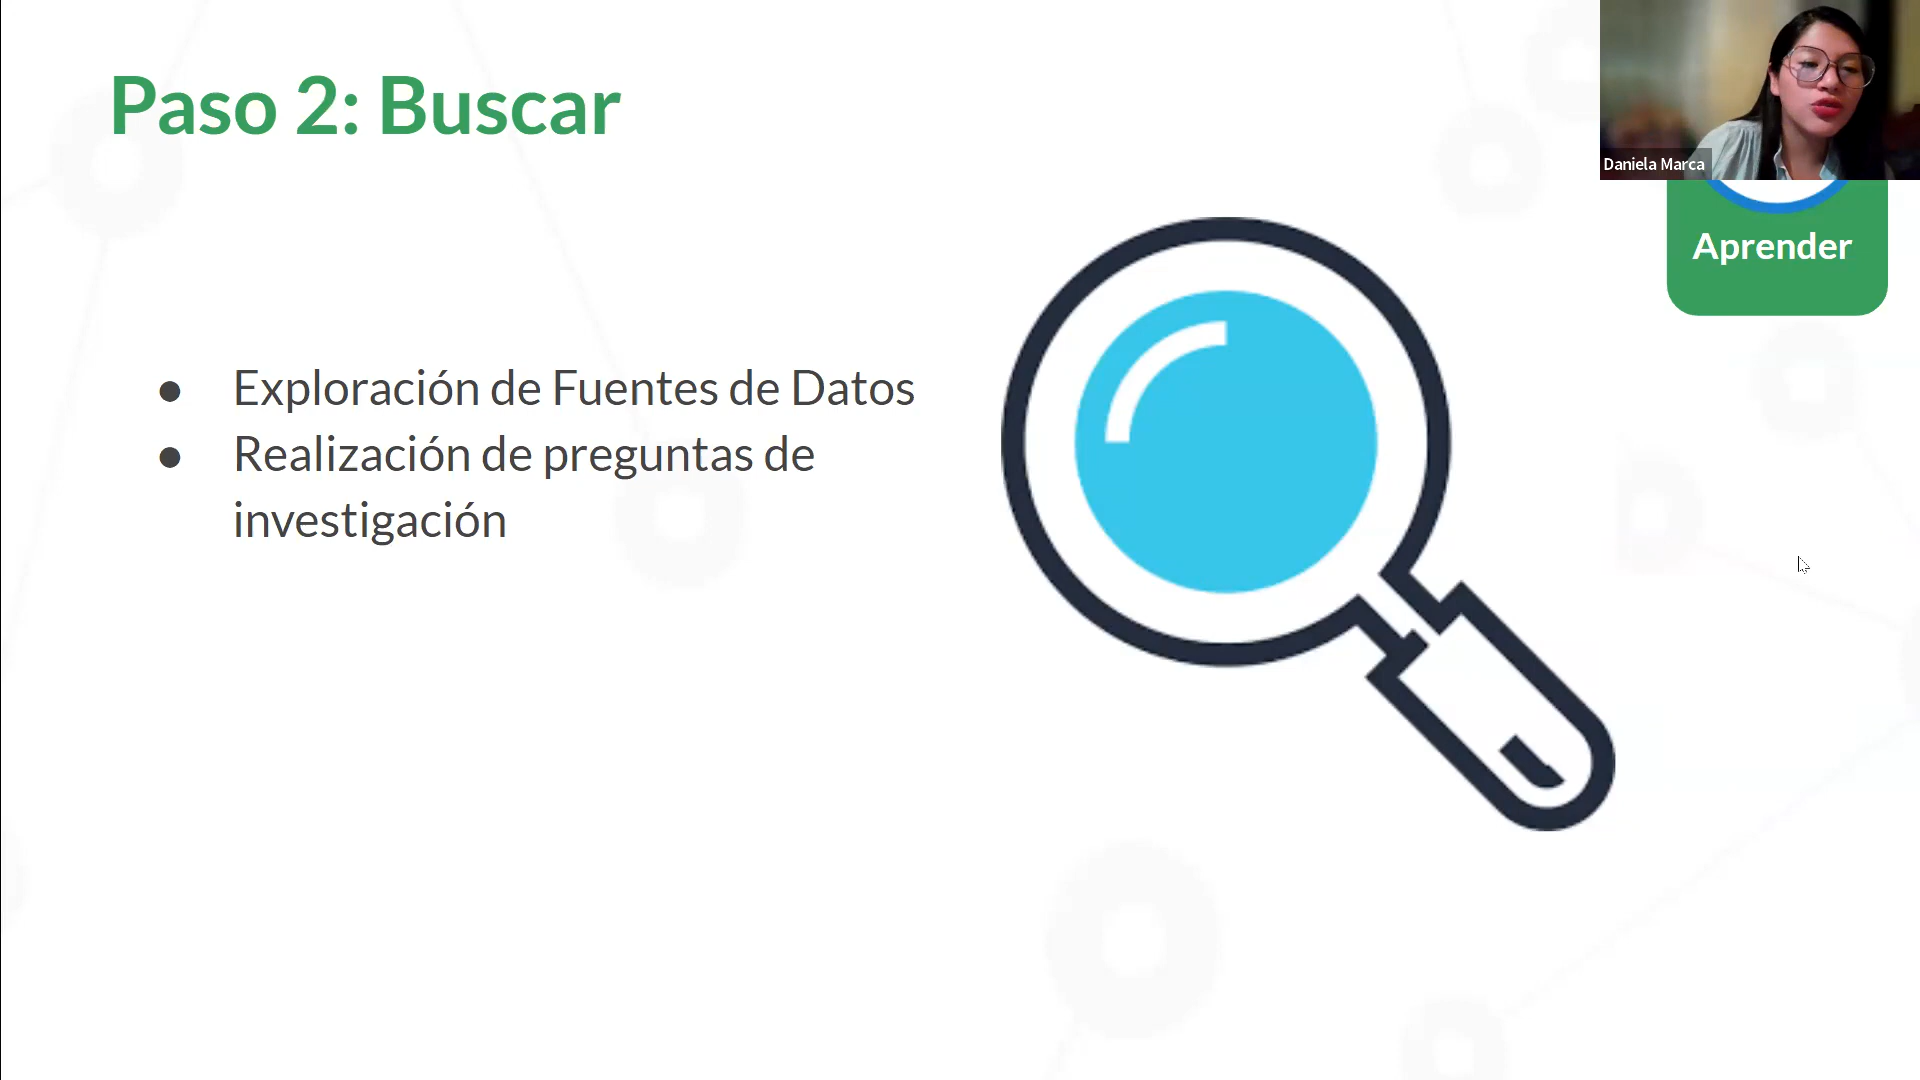 Paso 2: Buscar
Daniela Marca
Aprender
● Exploración de Fuentes de Datos
● Realización de preguntas de
investigación